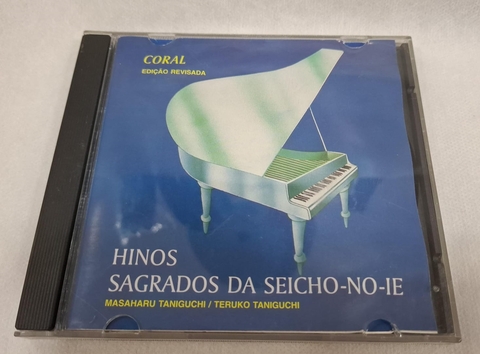 CORAL
EDIÇÃO REVISADA
HINOS
SAGRADOS DA SEICHO-NO-IE
MASAHARU TANIGUCHI / TERUKO TANIGUCHI